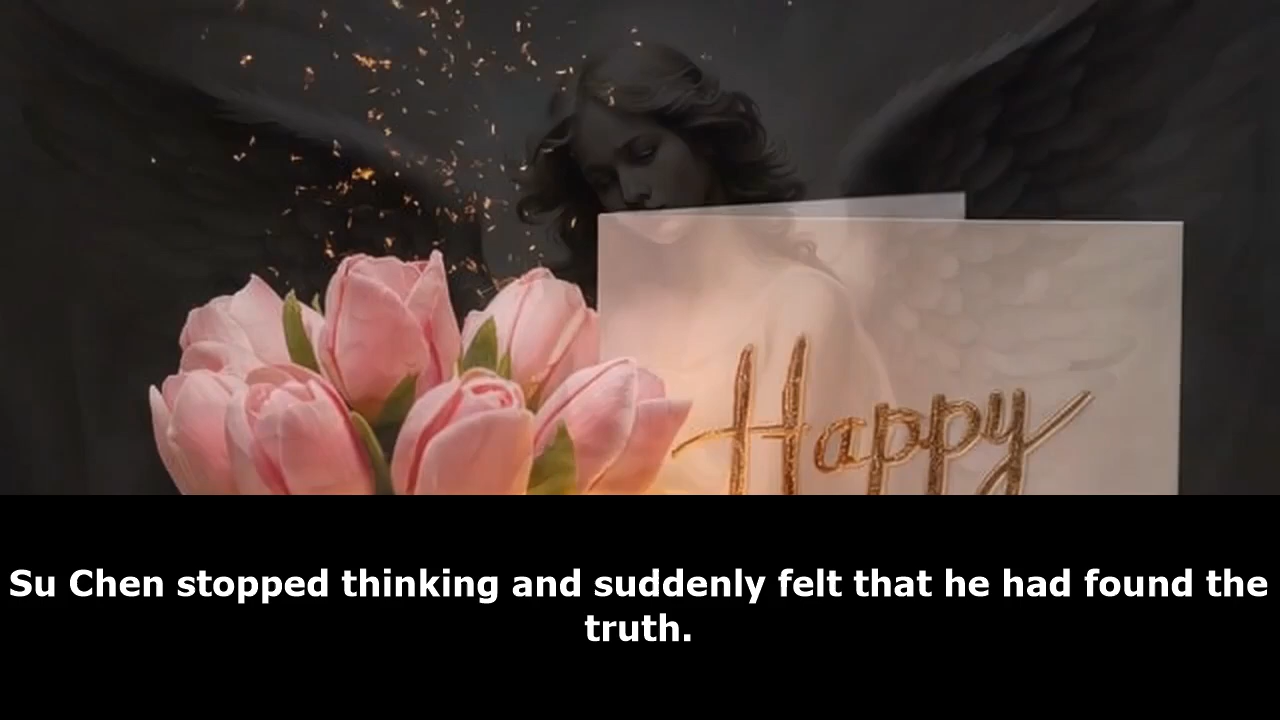 Happy
Su Chen stopped thinking and suddenly felt that he had found the
truth.